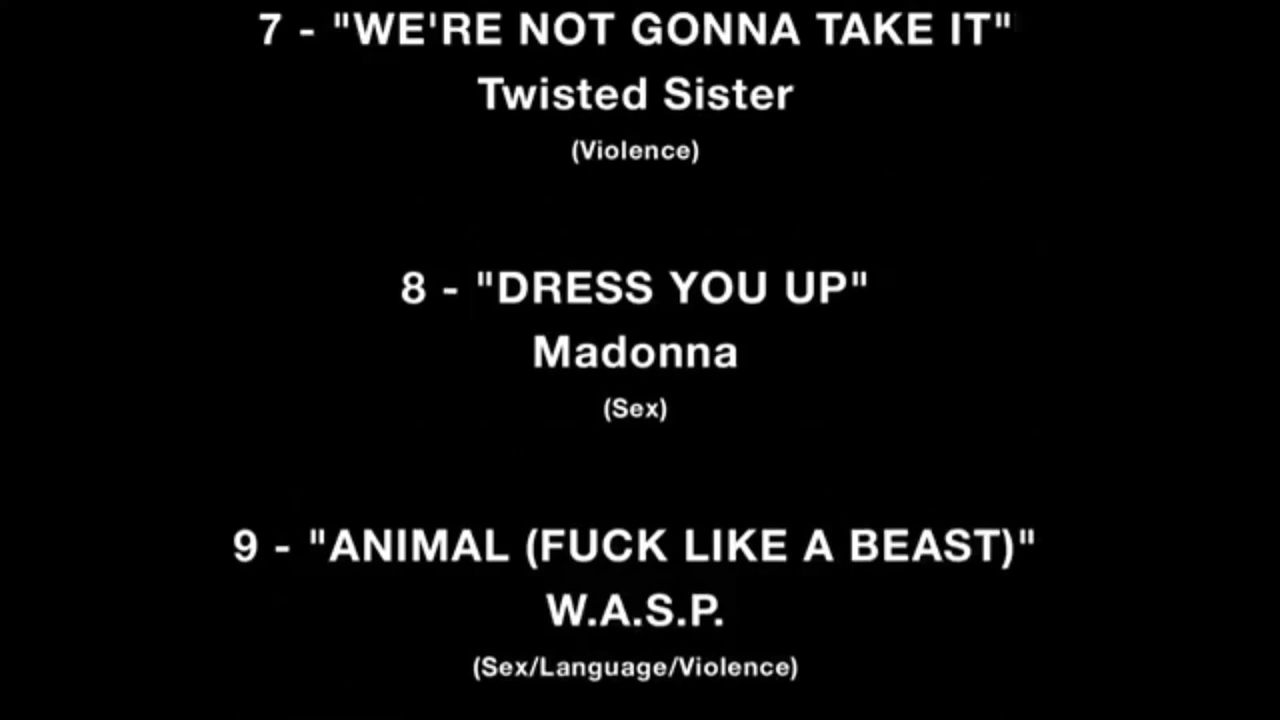 7 - "WE'RE NOT GONNA TAKE IT"
Twisted Sister
(Violence)
8 - "DRESS YOU UP"
Madonna
(Sex)
9 - "ANIMAL (FUCK LIKE A BEAST)"
W.A.S.P.
(Sex/Language/Violence)